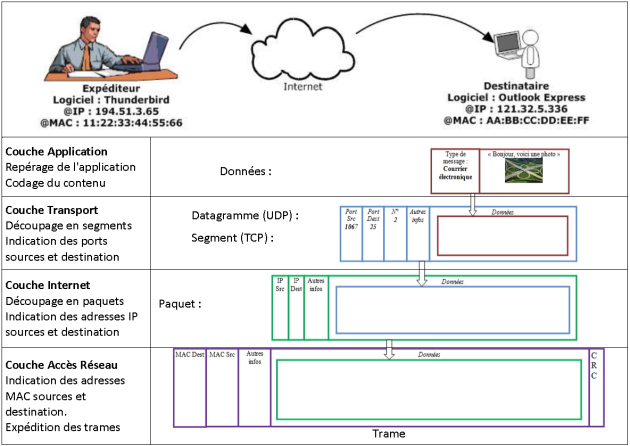 Expéditeur
Logiciel : Thunderbird
@IP : 194.51.3.65
@MAC : 11:22:33:44:55:66
Internet
Destinataire
Logiciel : Outlook Express
@IP : 121.32.5.336
@MAC : AA:BB:CC:DD:EE:FF
Couche Application
Repérage de l'application
Codage du contenu
Données :
Type de
message :
Courrier
électronique
« Bonjour, voici une photo »
Couche Transport
Découpage en segments
Indication des ports
sources et destination
Datagramme (UDP) :
Segment (TCP) :
Port
Src
1067
Port
Dest
25
N°
2
Autres
infos
Données
Couche Internet
Découpage en paquets
Indication des adresses IP
sources et destination
Paquet :
IP
Src
IP
Dest
Autres
infos
Données
Couche Accès Réseau
Indication des adresses
MAC sources et
destination.
Expédition des trames
MAC Dest
MAC Src
Autres
infos
Données
C
R
C
Trame